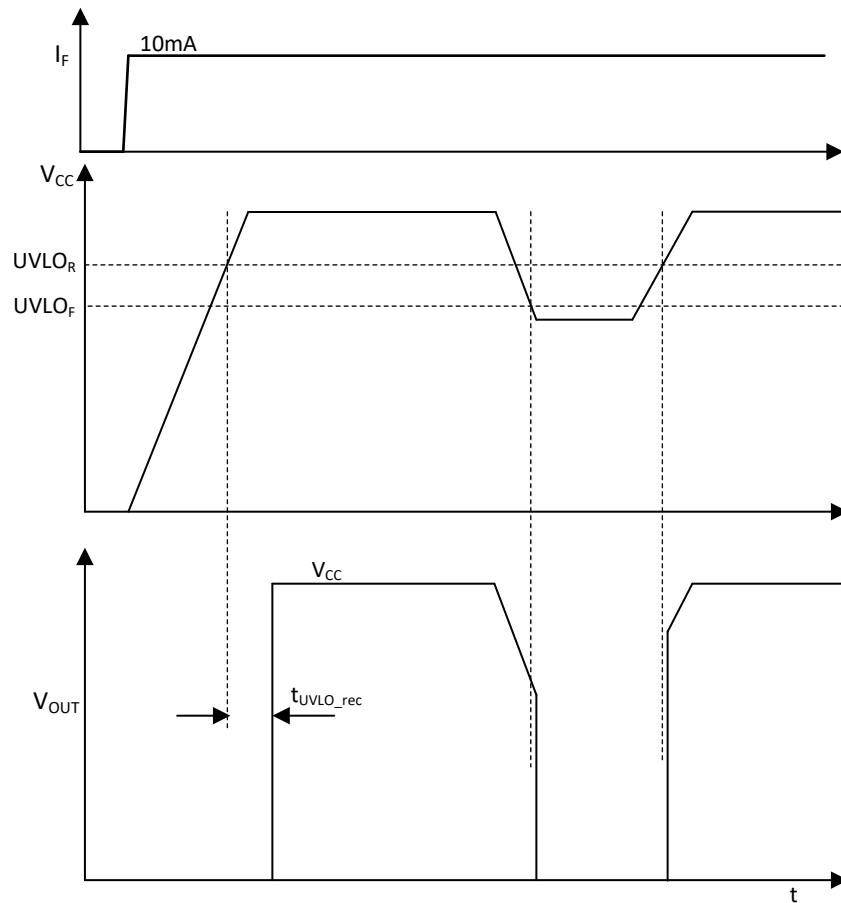 10mA
I_F
V_CC
UVLO_R
UVLO_F
V_CC
V_OUT
t_UVLO_rec
t